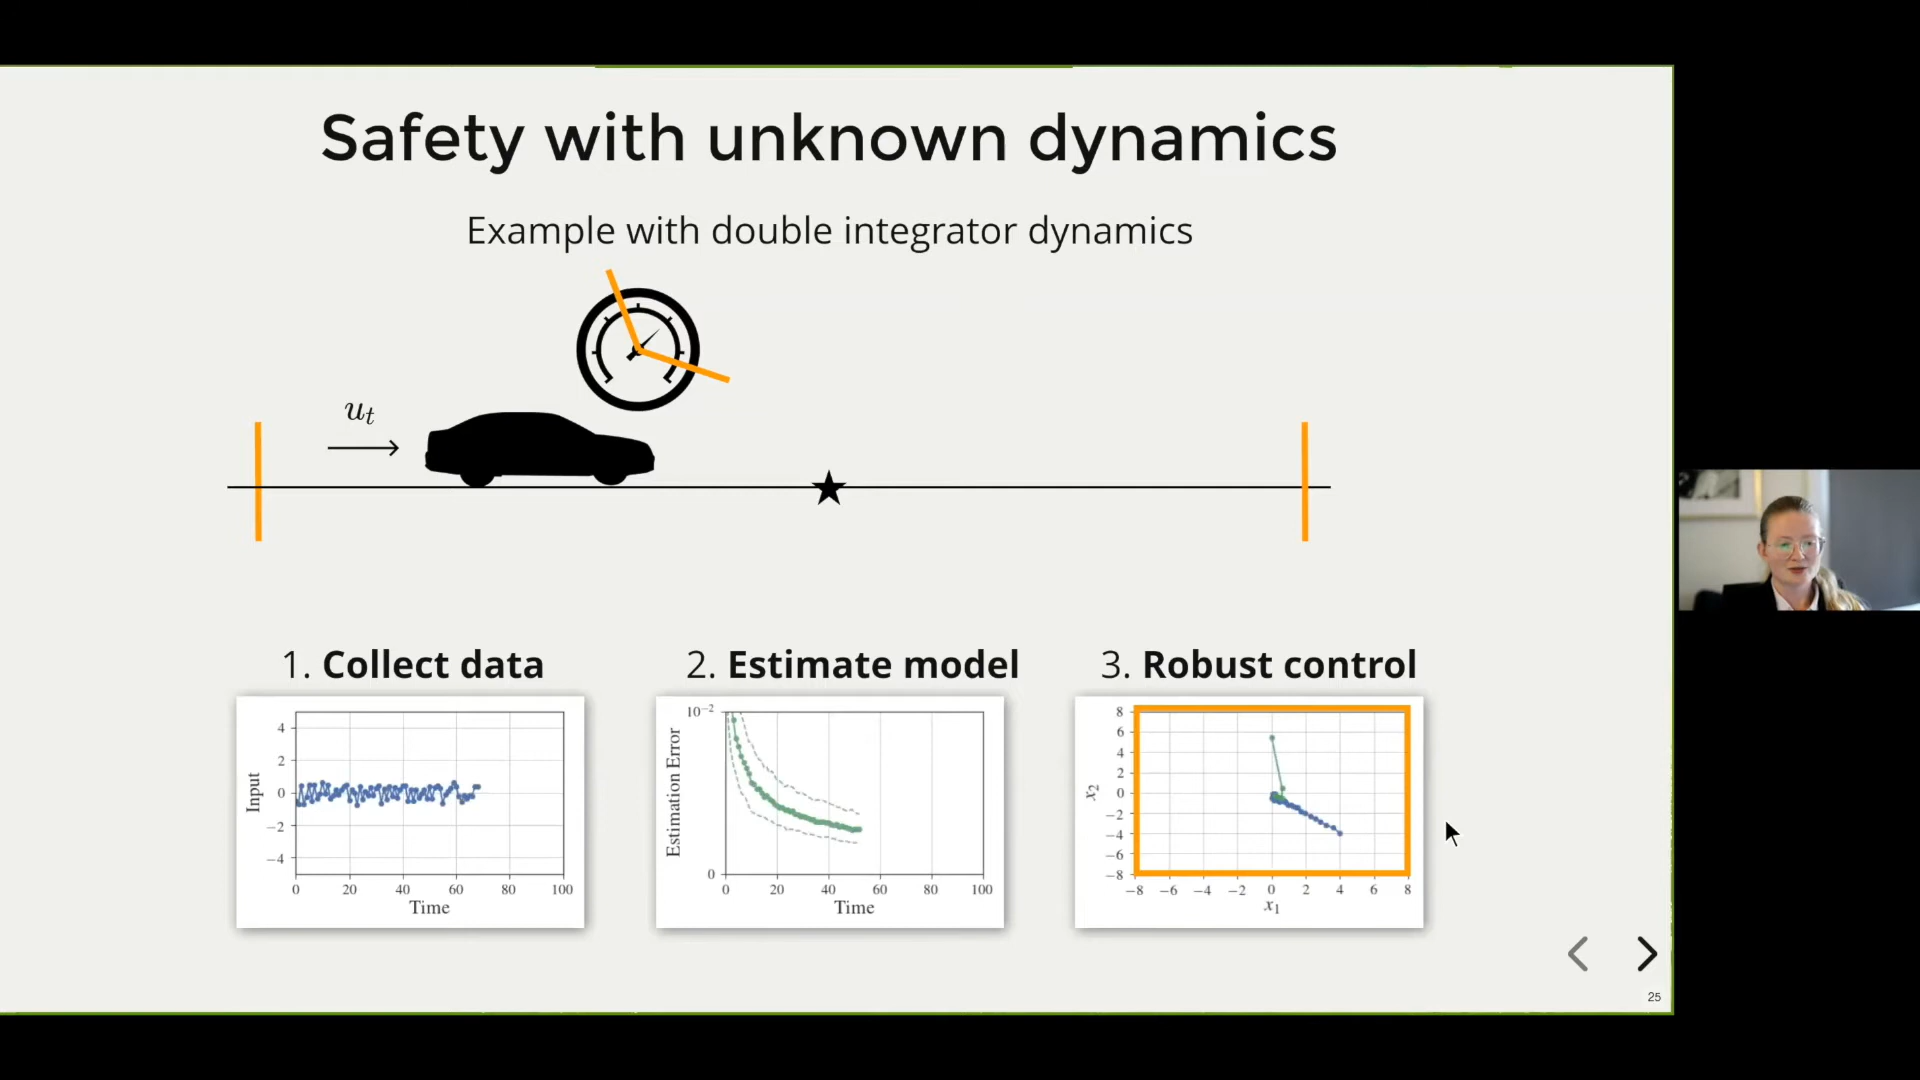 Safety with unknown dynamics
Example with double integrator dynamics
u_t
1. Collect data
2. Estimate model
3. Robust control
4
2
0
−2
−4
Input
0 20 40 60 80 100
Time
10⁻²
0
Estimation Error
0 20 40 60 80 100
Time
8
6
4
2
0
−2
−4
−6
−8
x₂
−8 −6 −4 −2 0 2 4 6 8
x₁
25